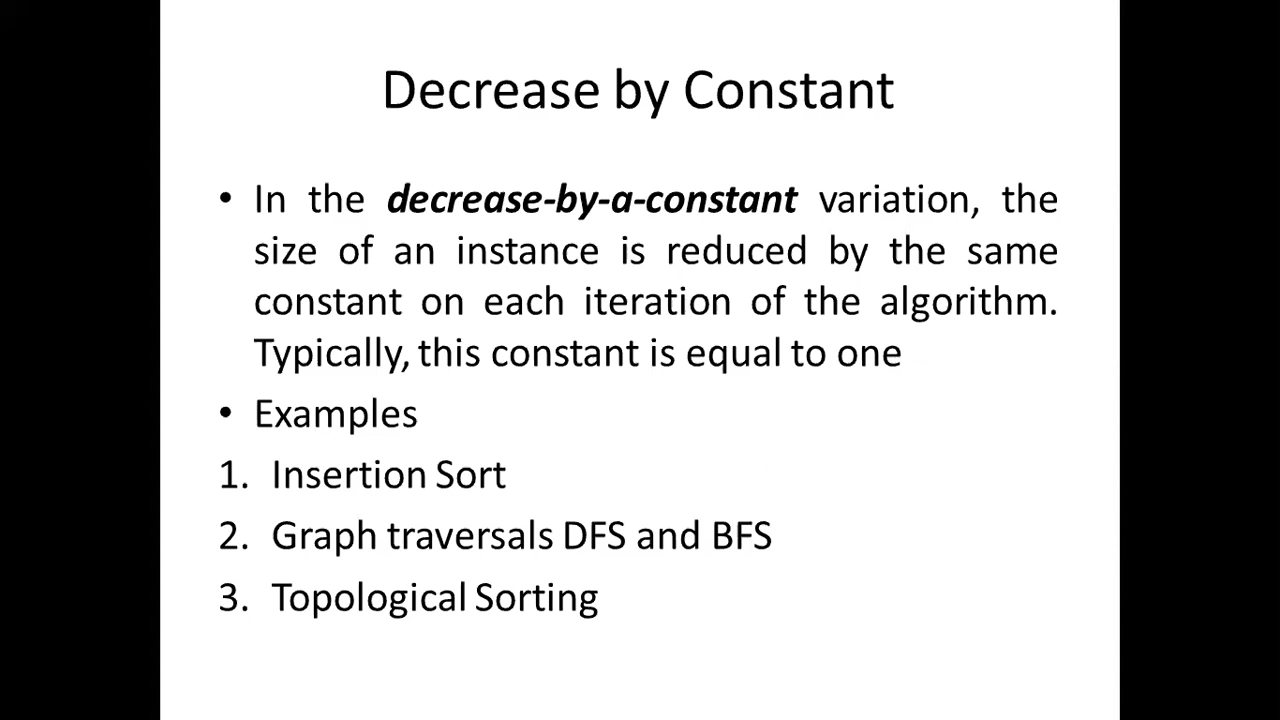 Decrease by Constant
• In the decrease-by-a-constant variation, the
size of an instance is reduced by the same
constant on each iteration of the algorithm.
Typically, this constant is equal to one
• Examples
1. Insertion Sort
2. Graph traversals DFS and BFS
3. Topological Sorting